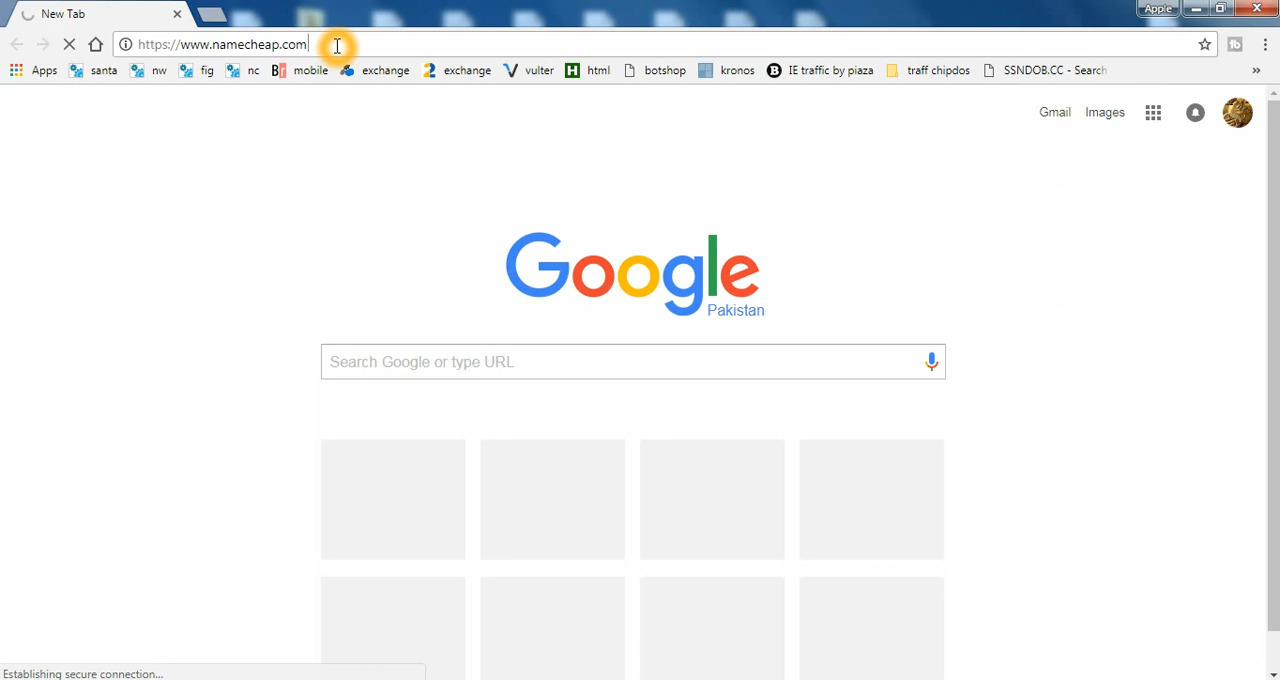 New Tab
Apple
https://www.namecheap.com
Apps santa nw fig nc mobile exchange exchange vulter html botshop kronos IE traffic by piaza traff chipdos SSNDOB.CC - Search
Gmail Images
Google
Pakistan
Search Google or type URL
Establishing secure connection...